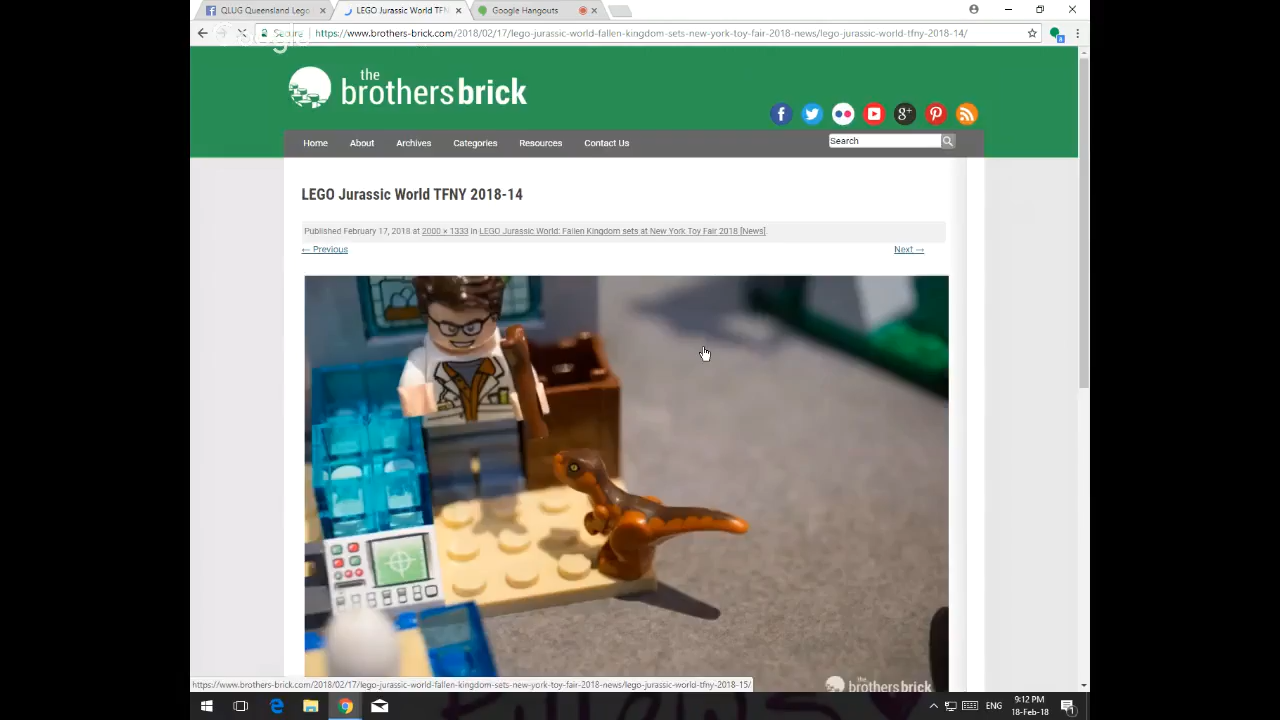 QLUG Queensland Lego
LEGO Jurassic World TFN
Google Hangouts
Secure
https://www.brothers-brick.com/2018/02/17/lego-jurassic-world-fallen-kingdom-sets-new-york-toy-fair-2018-news/lego-jurassic-world-tfny-2018-14/
the
brothers brick
Home About Archives Categories Resources Contact Us
Search
LEGO Jurassic World TFNY 2018-14
Published February 17, 2018 at 2000 × 1333 in LEGO Jurassic World: Fallen Kingdom sets at New York Toy Fair 2018 [News].
← Previous
Next →
the
brothers brick
https://www.brothers-brick.com/2018/02/17/lego-jurassic-world-fallen-kingdom-sets-new-york-toy-fair-2018-news/lego-jurassic-world-tfny-2018-15/
ENG
9:12 PM
18-Feb-18